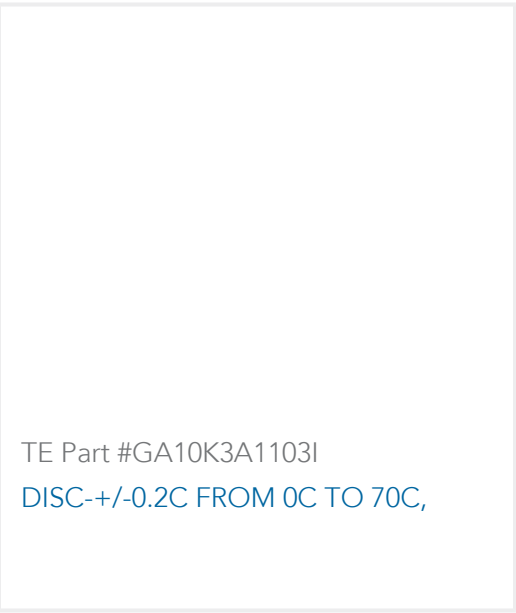 TE Part #GA10K3A1103I
DISC-+/-0.2C FROM 0C TO 70C,